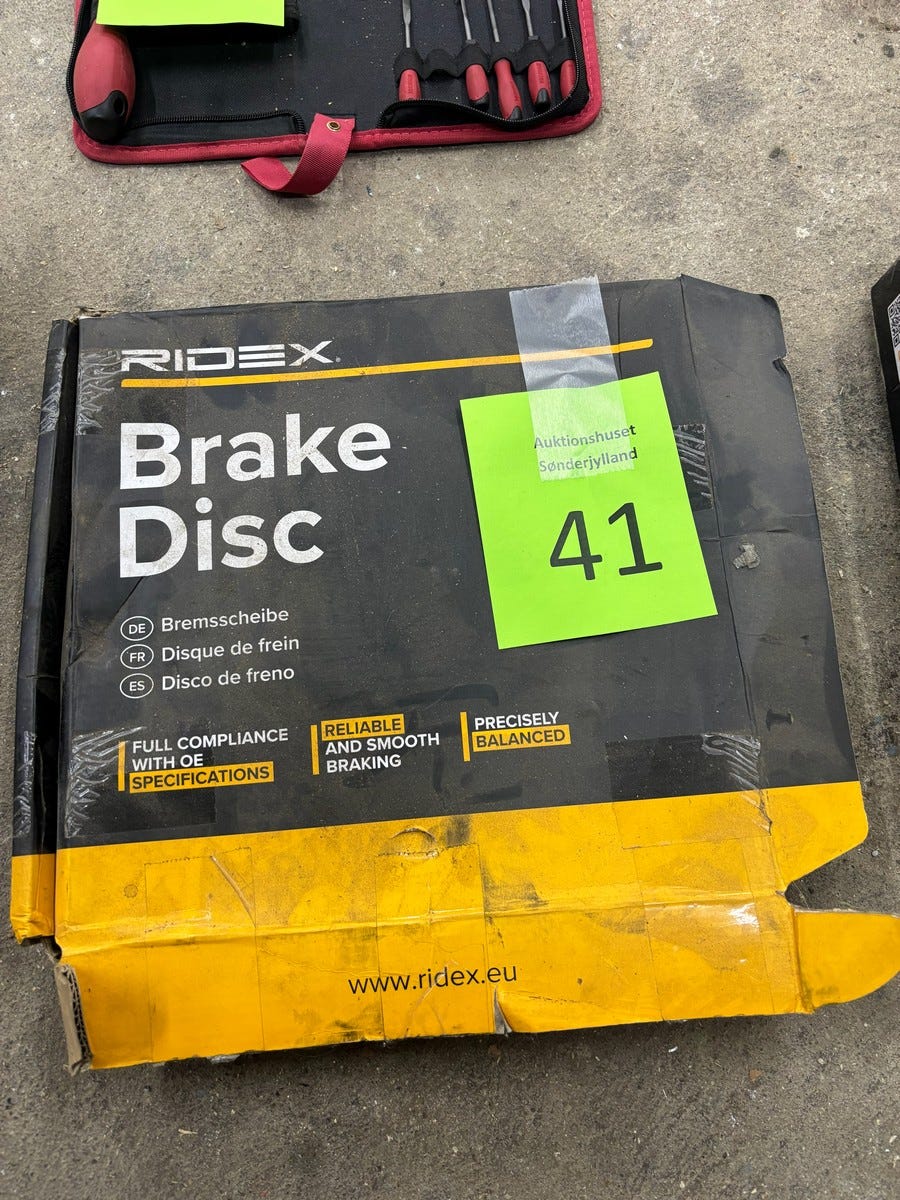 RIDEX
Brake
Disc
DE Bremsscheibe
FR Disque de frein
ES Disco de freno
FULL COMPLIANCE
WITH OE
SPECIFICATIONS
RELIABLE
AND SMOOTH
BRAKING
PRECISELY
BALANCED
www.ridex.eu
Auktionshuset
Sønderjylland
41